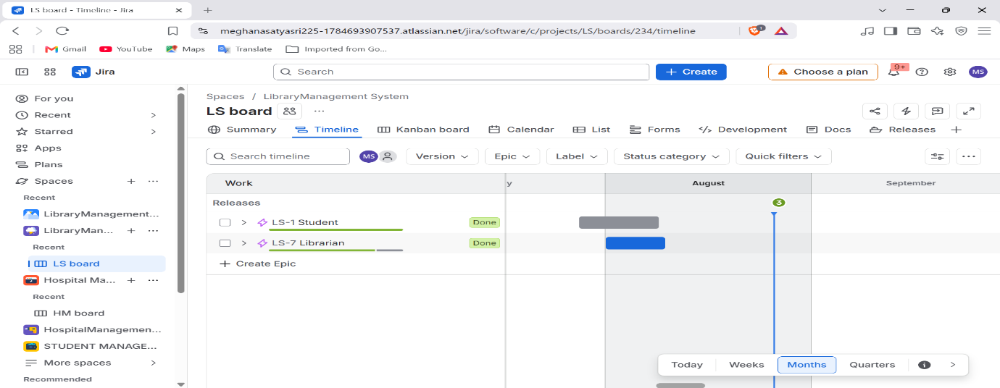 LS board - Timeline - Jira
meghanasatyasri225-1784693907537.atlassian.net/jira/software/c/projects/LS/boards/234/timeline
1
Gmail YouTube Maps Translate Imported from Go...
Jira
Search
Create
Choose a plan
9+
MS
For you
Recent
Starred
Apps
Plans
Spaces
Recent
LibraryManagement...
LibraryMan...
Recent
LS board
Hospital Ma...
Recent
HM board
HospitalManagemen...
STUDENT MANAGE...
More spaces
Recommended
Spaces / LibraryManagement System
LS board
Summary Timeline Kanban board Calendar List Forms Development Docs Releases
Search timeline MS Version Epic Label Status category Quick filters
Work y August September
Releases 3
LS-1 Student Done
LS-7 Librarian Done
Create Epic
Today Weeks Months Quarters